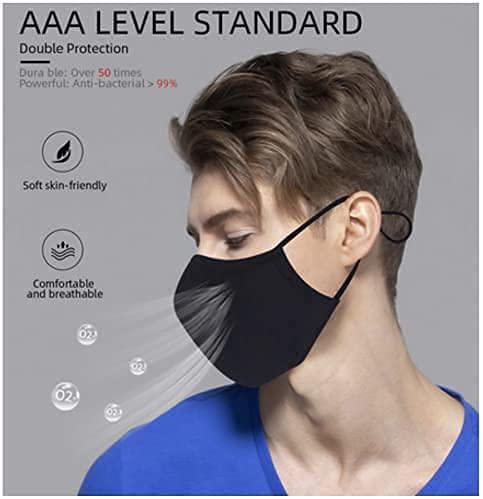 AAA LEVEL STANDARD
Double Protection
Dura ble: Over 50 times
Powerful: Anti-bacterial > 99%
Soft skin-friendly
Comfortable
and breathable
O2
O2
O2
O2